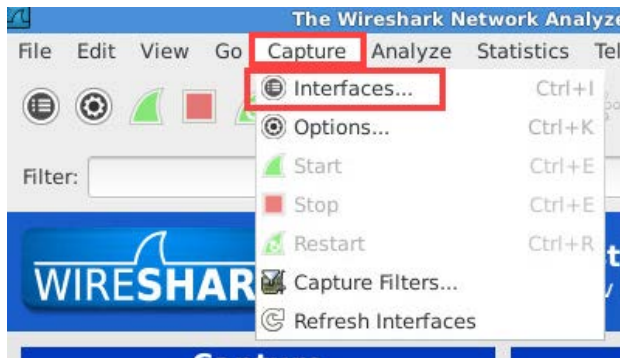 The Wireshark Network Analyze
File Edit View Go Capture Analyze Statistics Tel
Interfaces... Ctrl+I
Options... Ctrl+K
Start Ctrl+E
Filter:
Stop Ctrl+E
Restart Ctrl+R
WIRESHAR
Capture Filters...
Refresh Interfaces